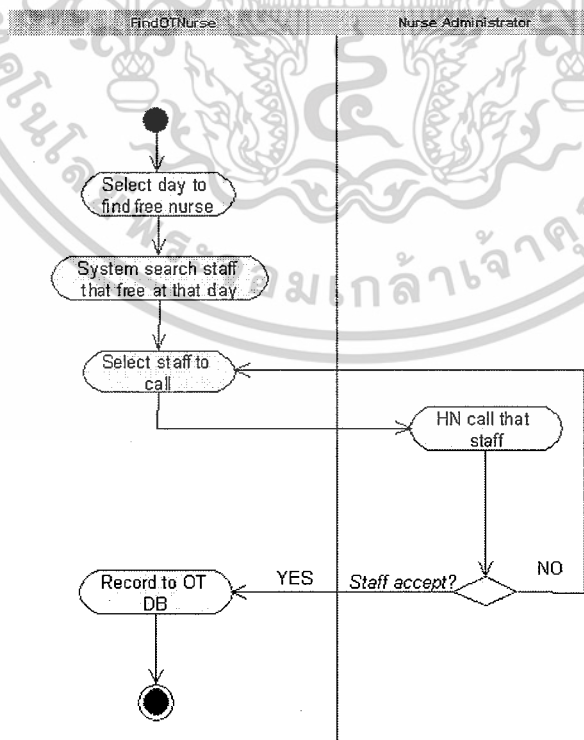 FindOTNurse
Nurse Administrator
Select day to
find free nurse
System search staff
that free at that day
Select staff to
call
HN call that
staff
Staff accept?
YES
NO
Record to OT
DB